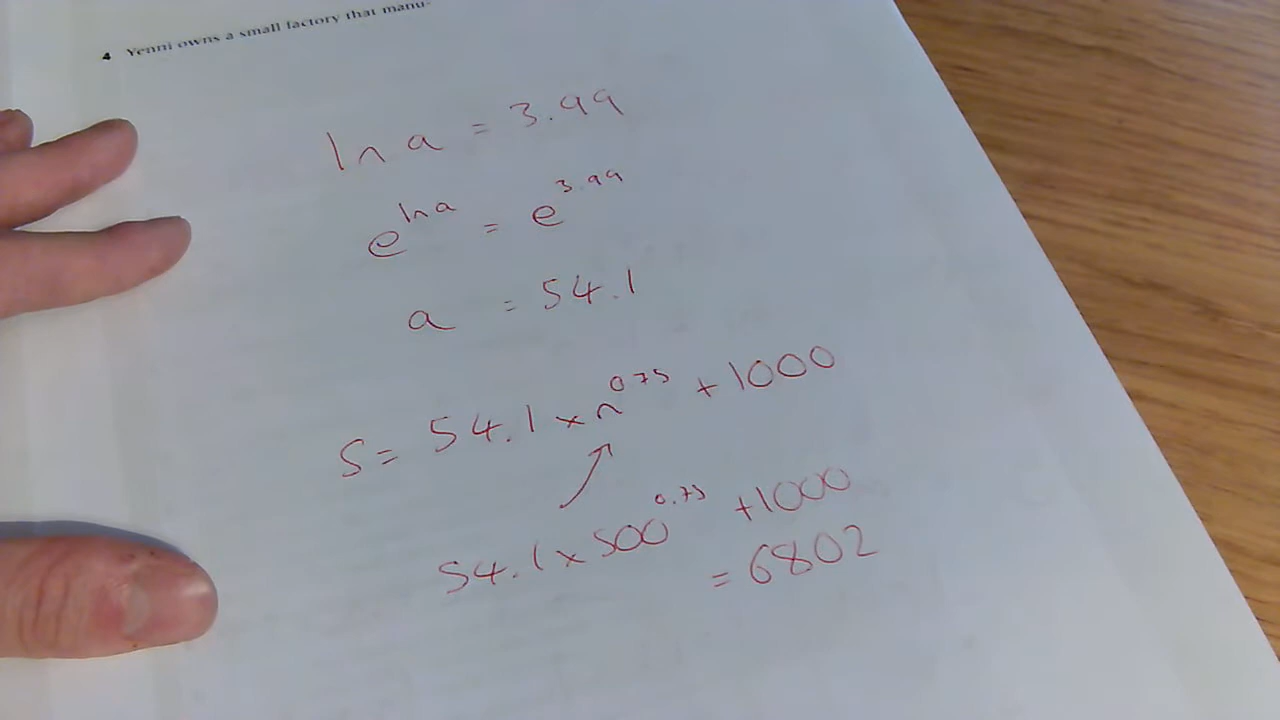 4 Yenni owns a small factory that manu-
ln a = 3.99
e^{ln a} = e^{3.99}
a = 54.1
S = 54.1 × n^{0.75} + 1000
54.1 × 500^{0.75} + 1000
= 6802